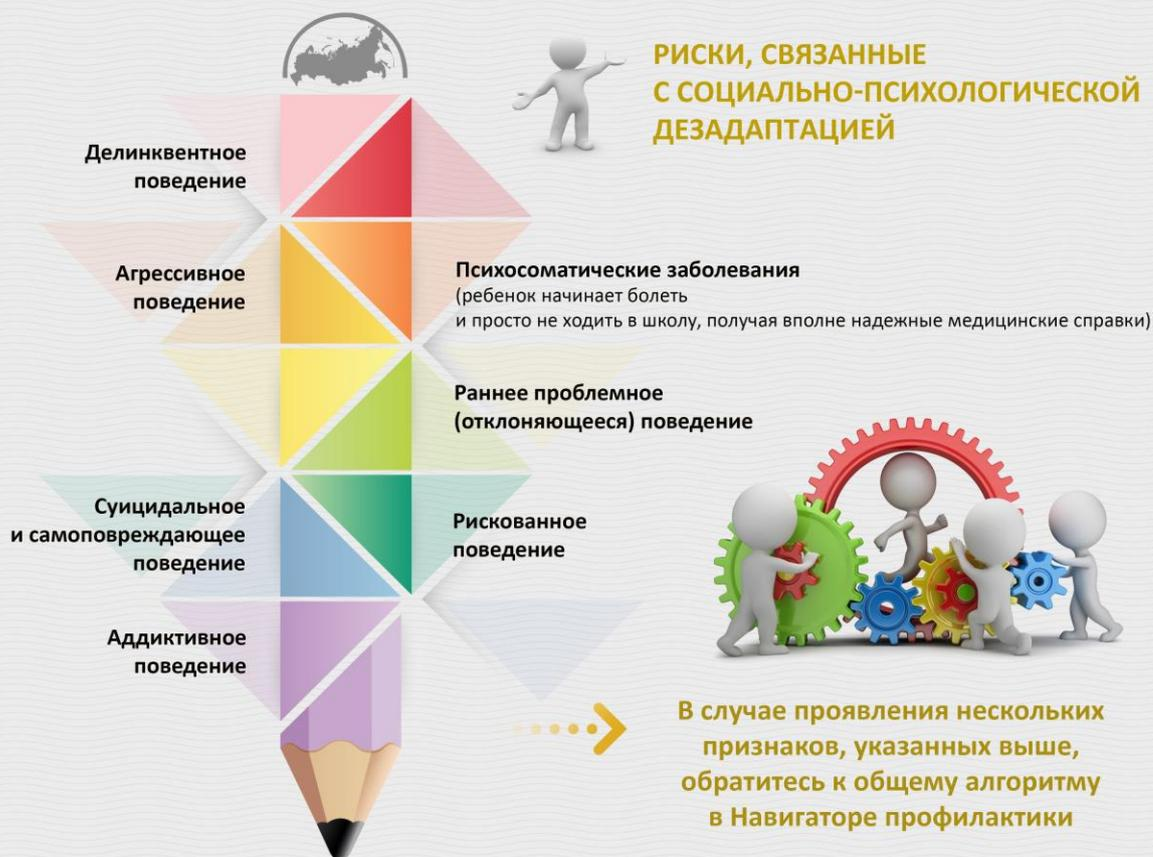 РИСКИ, СВЯЗАННЫЕ
С СОЦИАЛЬНО-ПСИХОЛОГИЧЕСКОЙ
ДЕЗАДАПТАЦИЕЙ
Делинквентное
поведение
Агрессивное
поведение
Психосоматические заболевания
(ребенок начинает болеть
и просто не ходить в школу, получая вполне надежные медицинские справки)
Раннее проблемное
(отклоняющееся) поведение
Суицидальное
и самоповреждающее
поведение
Рискованное
поведение
Аддиктивное
поведение
В случае проявления нескольких
признаков, указанных выше,
обратитесь к общему алгоритму
в Навигаторе профилактики